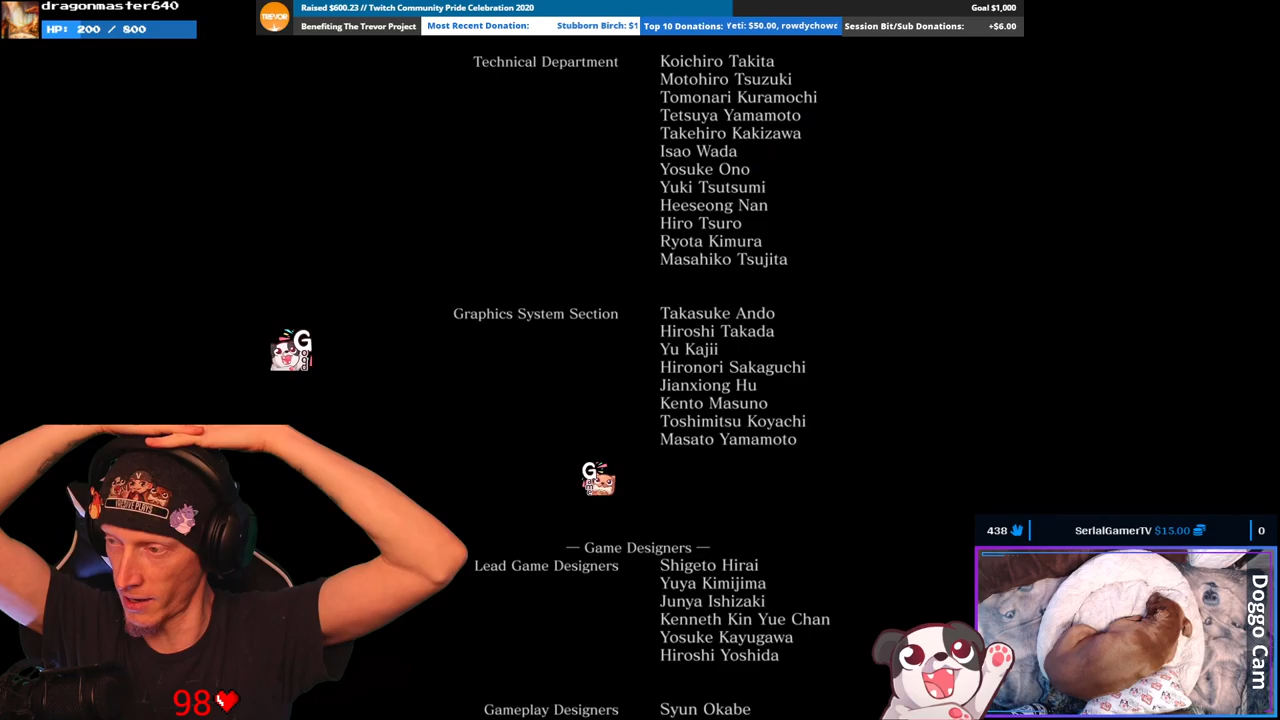 dragonmaster640
HP: 200 / 800
Raised $600.23 // Twitch Community Pride Celebration 2020
Goal $1,000
TREVOR
Benefiting The Trevor Project
Most Recent Donation:
Stubborn Birch: $1
Top 10 Donations:
Yeti: $50.00, rowdychowd
Session Bit/Sub Donations:
+$6.00
Technical Department
Koichiro Takita
Motohiro Tsuzuki
Tomonari Kuramochi
Tetsuya Yamamoto
Takehiro Kakizawa
Isao Wada
Yosuke Ono
Yuki Tsutsumi
Heeseong Nan
Hiro Tsuro
Ryota Kimura
Masahiko Tsujita
Graphics System Section
Takasuke Ando
Hiroshi Takada
Yu Kajii
Hironori Sakaguchi
Jianxiong Hu
Kento Masuno
Toshimitsu Koyachi
Masato Yamamoto
— Game Designers —
Lead Game Designers
Shigeto Hirai
Yuya Kimijima
Junya Ishizaki
Kenneth Kin Yue Chan
Yosuke Kayugawa
Hiroshi Yoshida
Gameplay Designers
Syun Okabe
98
438
SerialGamerTV $15.00
0
Doggo Cam